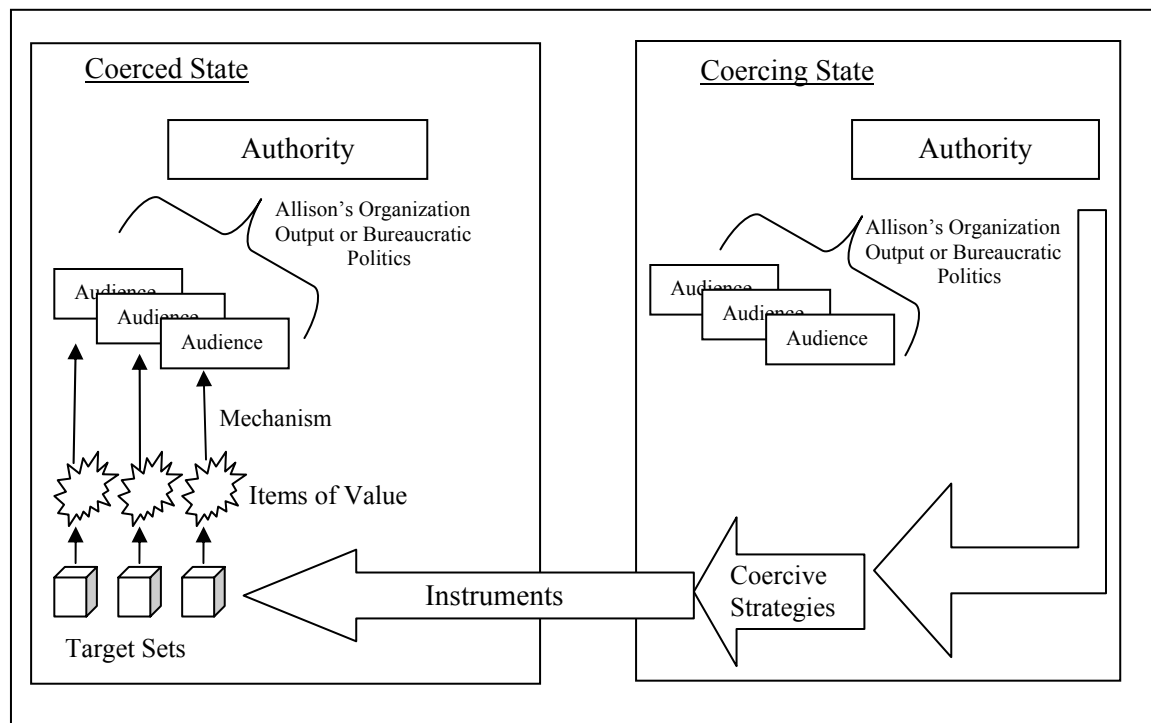 Coerced State
Authority
Allison's Organization
Output or Bureaucratic
Politics
Audience
Audience
Audience
Mechanism
Items of Value
Target Sets
Instruments
Coercing State
Authority
Allison's Organization
Output or Bureaucratic
Politics
Audience
Audience
Audience
Coercive
Strategies